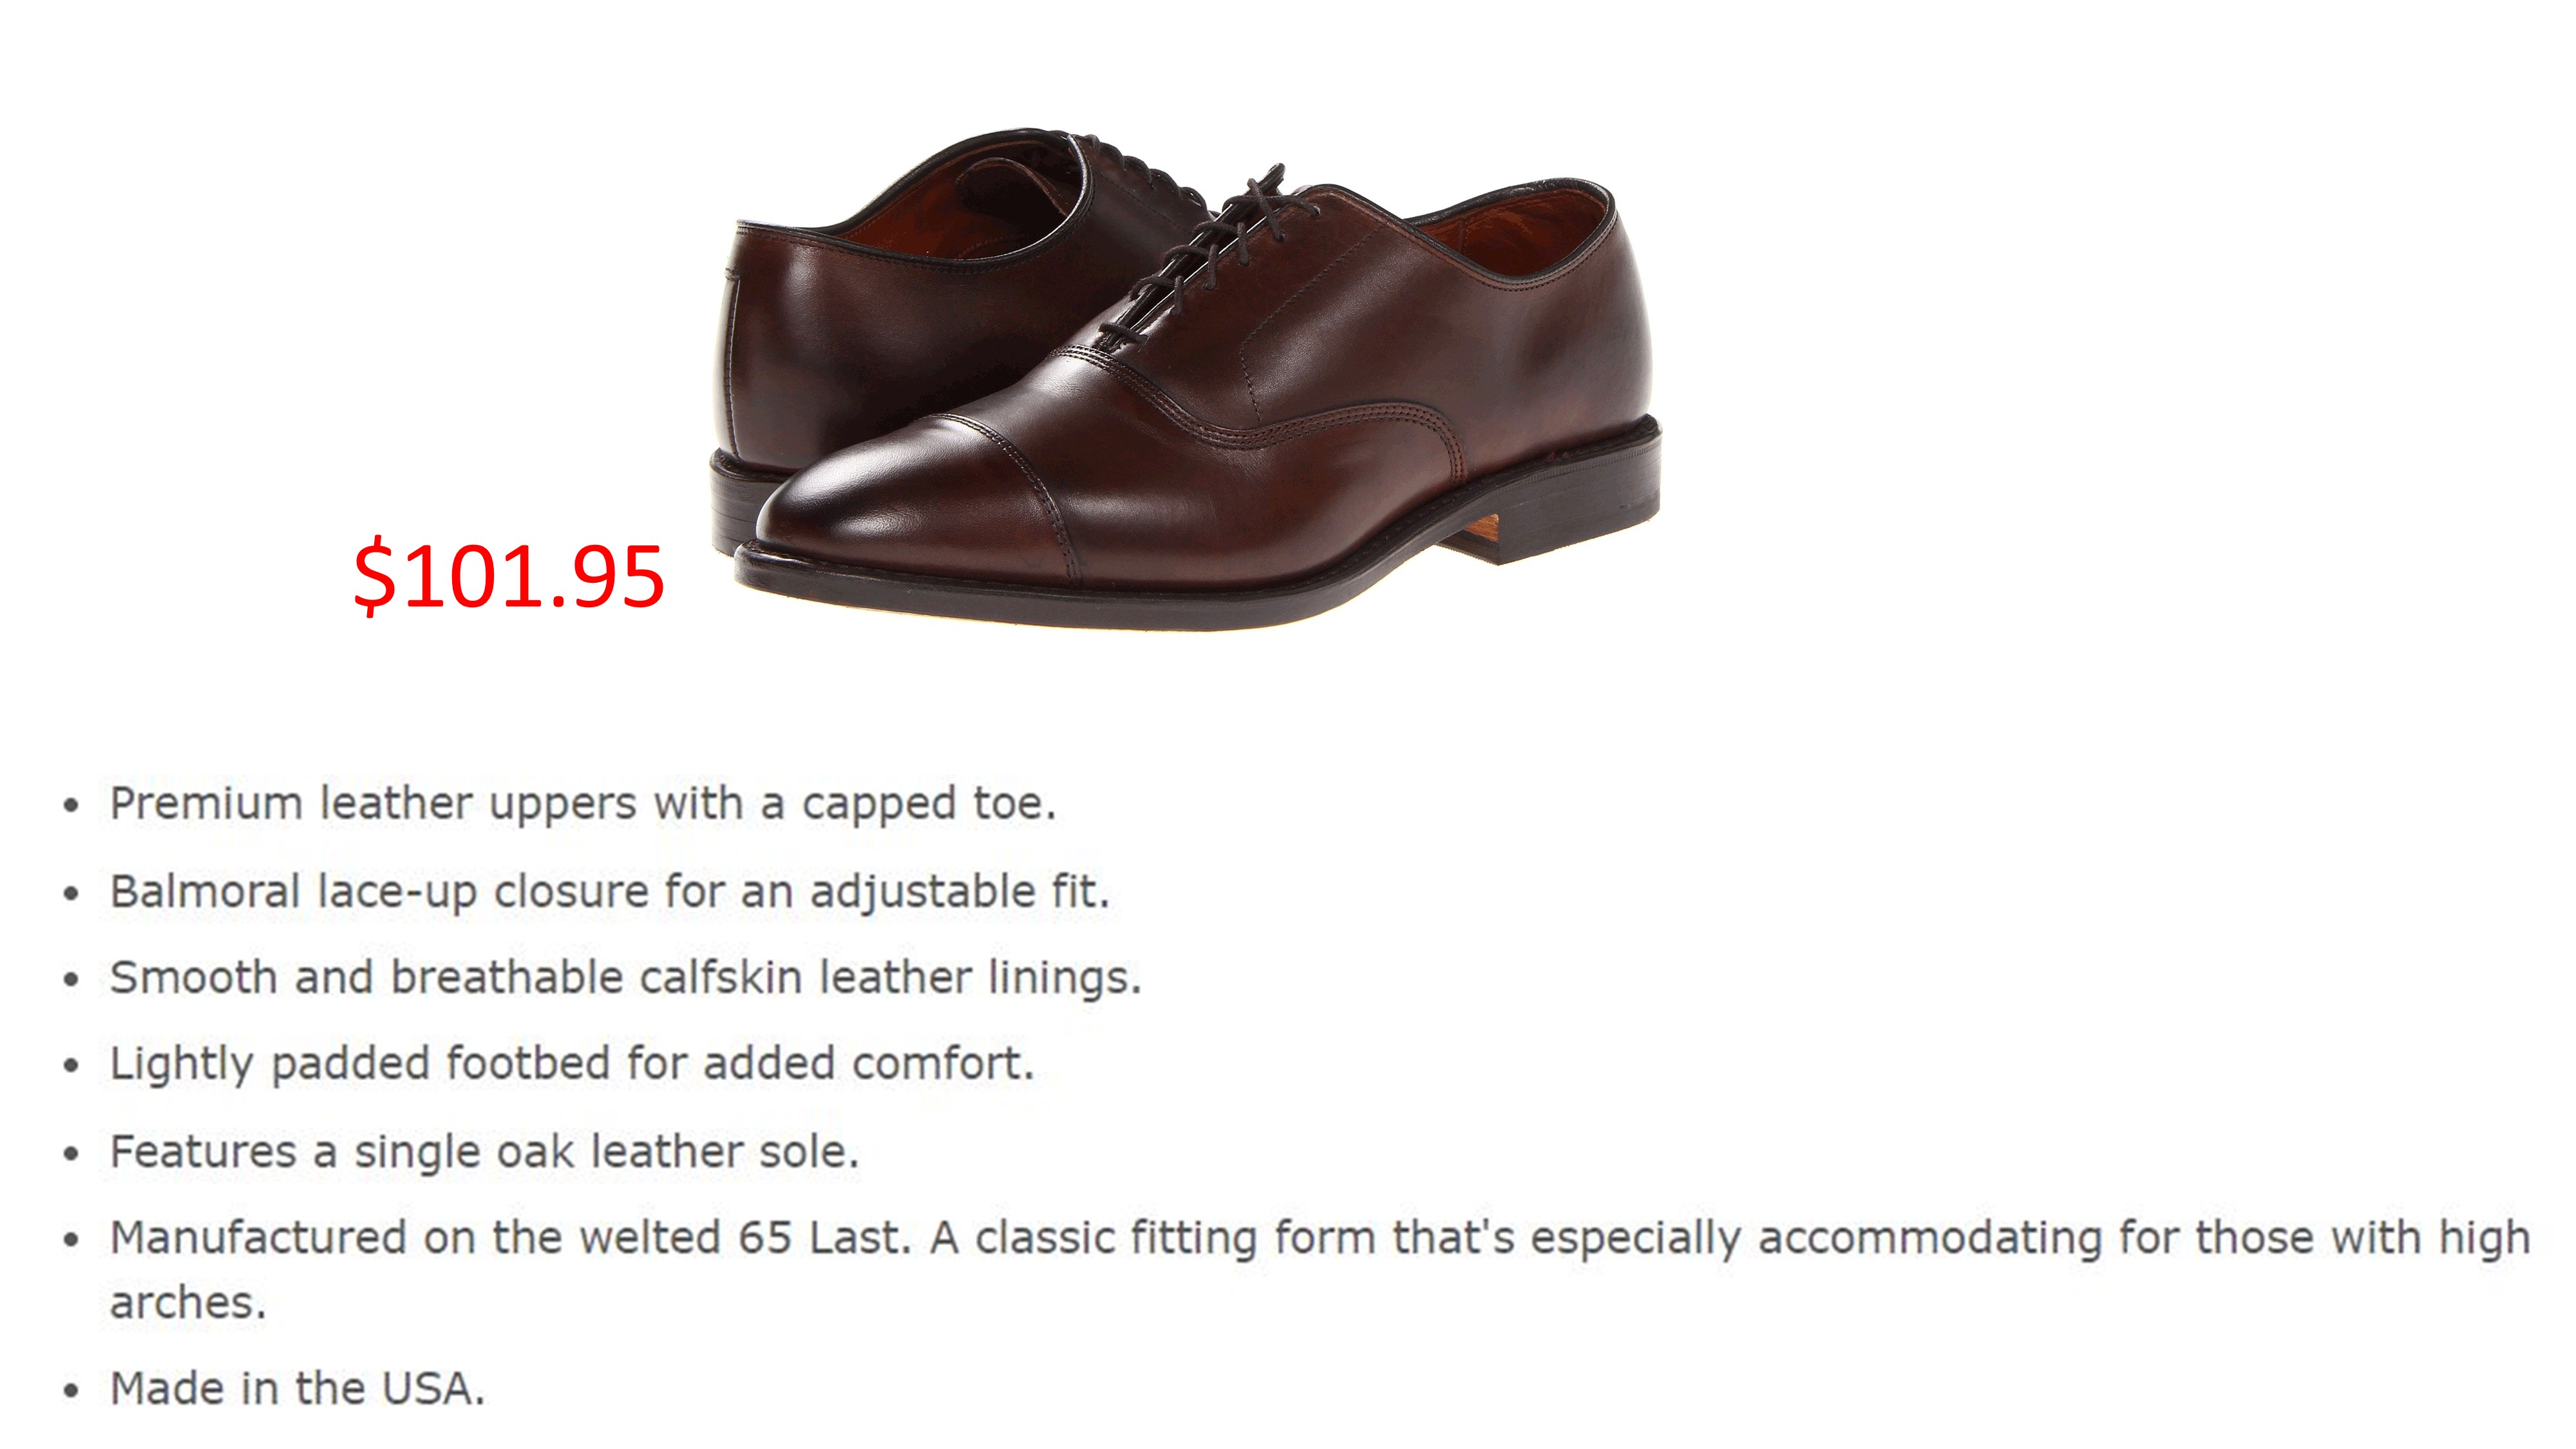 $101.95
• Premium leather uppers with a capped toe.
• Balmoral lace-up closure for an adjustable fit.
• Smooth and breathable calfskin leather linings.
• Lightly padded footbed for added comfort.
• Features a single oak leather sole.
• Manufactured on the welted 65 Last. A classic fitting form that's especially accommodating for those with high
arches.
• Made in the USA.